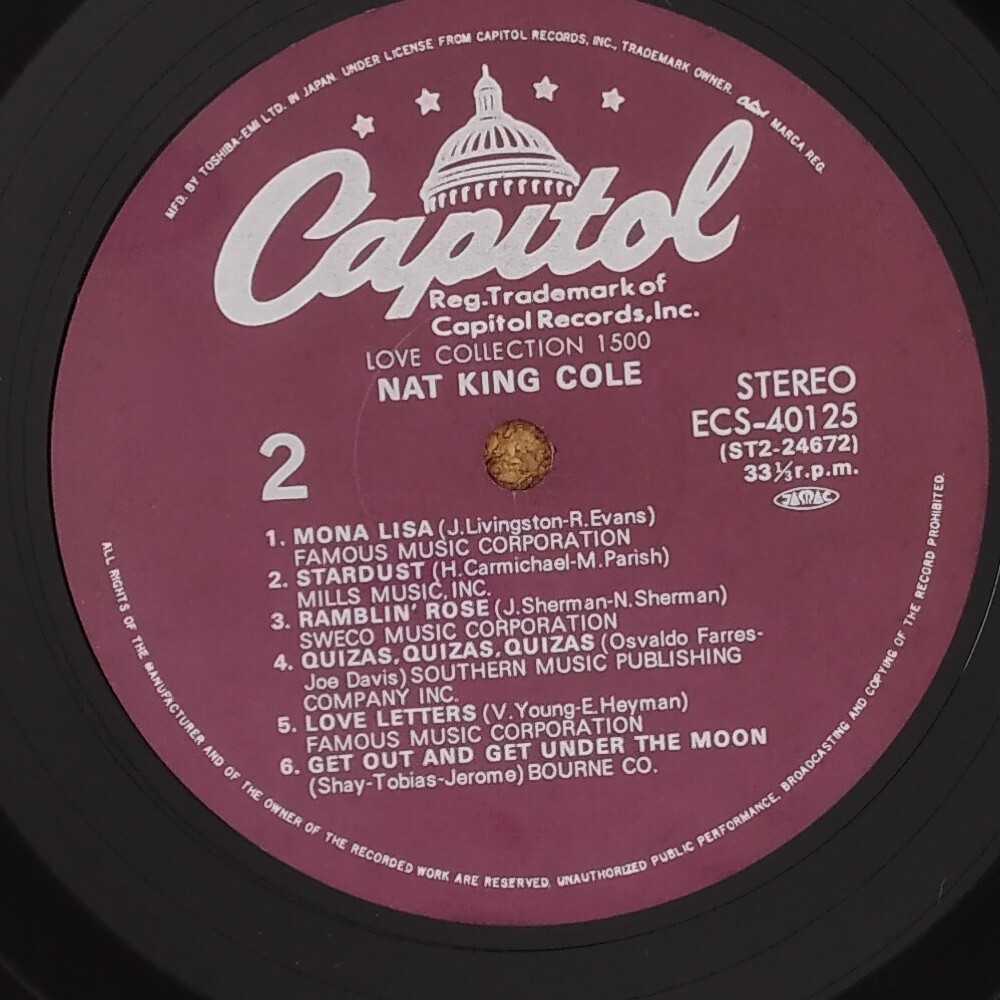 MFD. BY TOSHIBA-EMI LTD. IN JAPAN. UNDER LICENSE FROM CAPITOL RECORDS, INC., TRADEMARK OWNER. Capitol MARCA REG.
Capitol
Reg.Trademark of
Capitol Records,Inc.
LOVE COLLECTION 1500
NAT KING COLE
STEREO
ECS-40125
(ST2-24672)
33⅓r.p.m.
JASRAC
2
1. MONA LISA (J.Livingston-R.Evans)
FAMOUS MUSIC CORPORATION
2. STARDUST (H.Carmichael-M.Parish)
MILLS MUSIC,INC.
3. RAMBLIN' ROSE (J.Sherman-N.Sherman)
SWECO MUSIC CORPORATION
4. QUIZAS,QUIZAS,QUIZAS (Osvaldo Farres-
Joe Davis) SOUTHERN MUSIC PUBLISHING
COMPANY INC.
5. LOVE LETTERS (V.Young-E.Heyman)
FAMOUS MUSIC CORPORATION
6. GET OUT AND GET UNDER THE MOON
(Shay-Tobias-Jerome) BOURNE CO.
ALL RIGHTS OF THE MANUFACTURER AND OF THE OWNER OF THE RECORDED WORK ARE RESERVED. UNAUTHORIZED PUBLIC PERFORMANCE, BROADCASTING AND COPYING OF THE RECORD PROHIBITED.